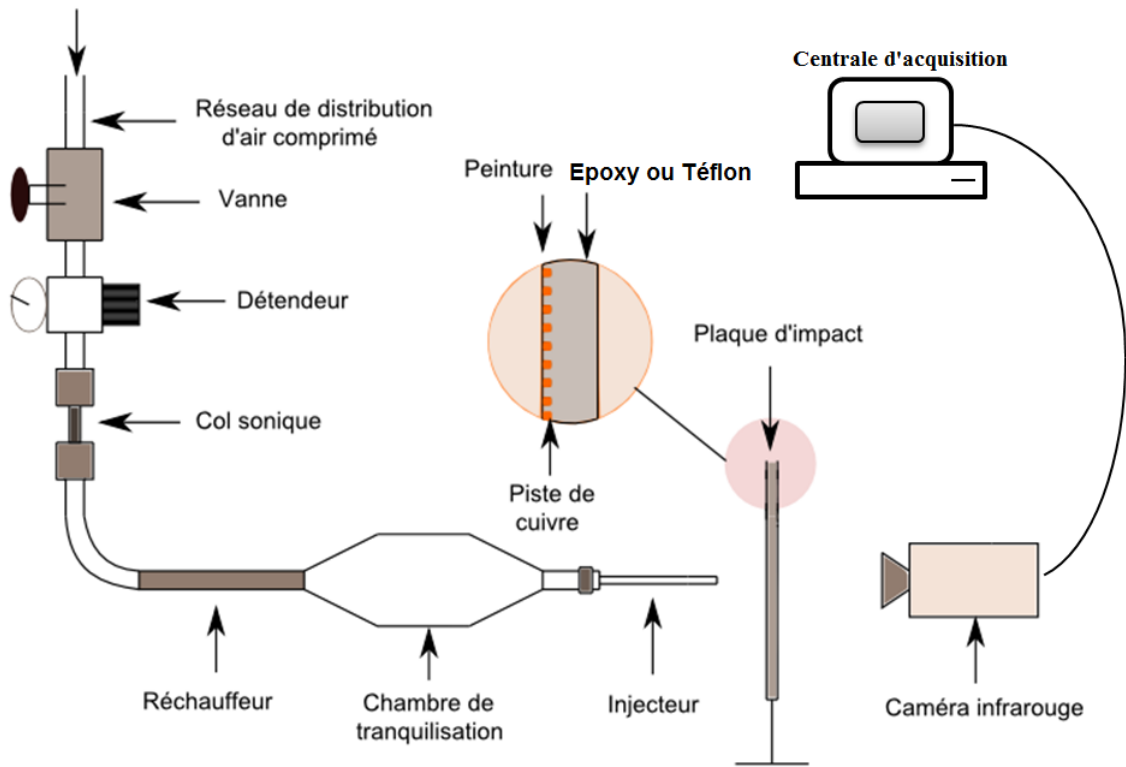 Centrale d'acquisition
Réseau de distribution
d'air comprimé
Peinture
Epoxy ou Téflon
Vanne
Détendeur
Plaque d'impact
Col sonique
Piste de
cuivre
Réchauffeur
Chambre de
tranquilisation
Injecteur
Caméra infrarouge